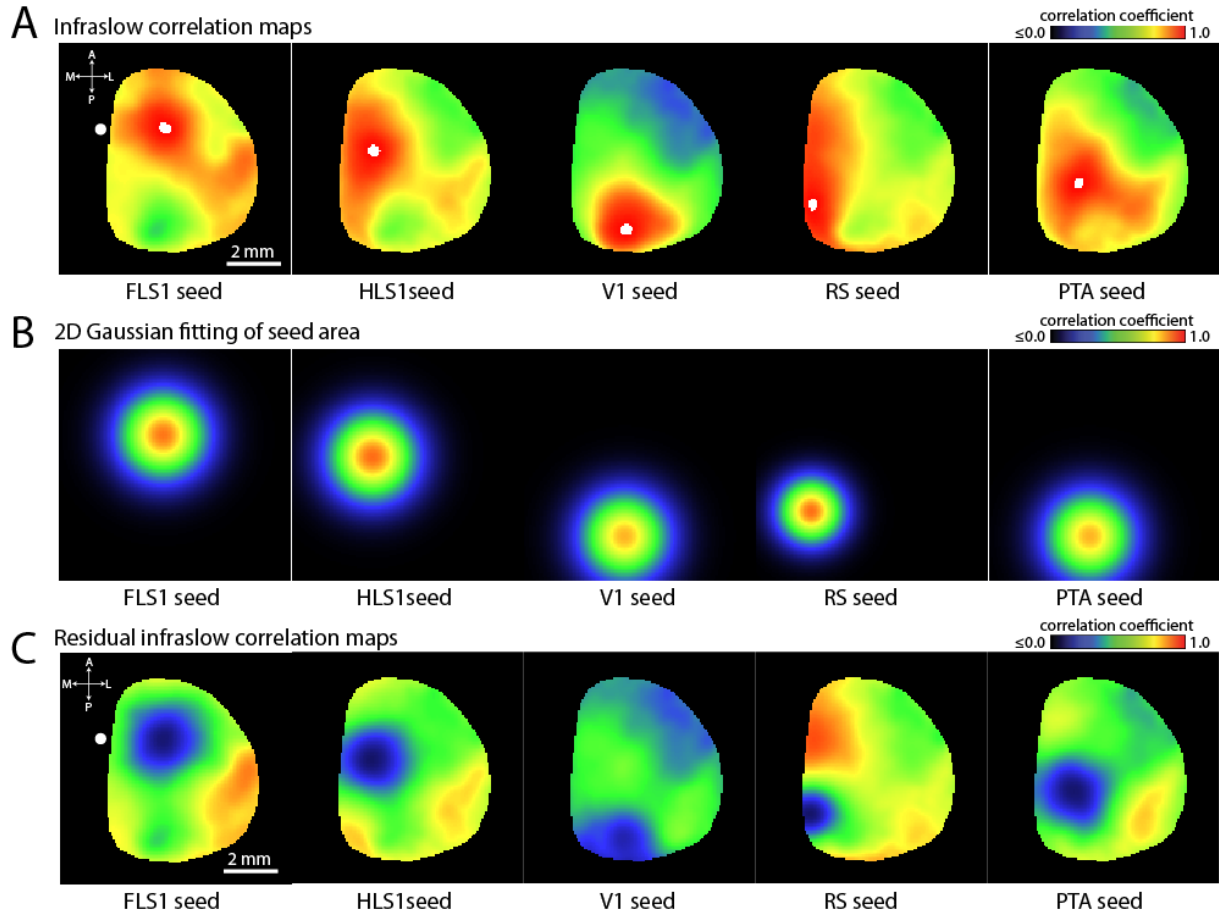 A Infraslow correlation maps
correlation coefficient
≤0.0 1.0
A
M L
P
2 mm
FLS1 seed HLS1seed V1 seed RS seed PTA seed
B 2D Gaussian fitting of seed area
correlation coefficient
≤0.0 1.0
FLS1 seed HLS1seed V1 seed RS seed PTA seed
C Residual infraslow correlation maps
correlation coefficient
≤0.0 1.0
A
M L
P
2 mm
FLS1 seed HLS1 seed V1 seed RS seed PTA seed